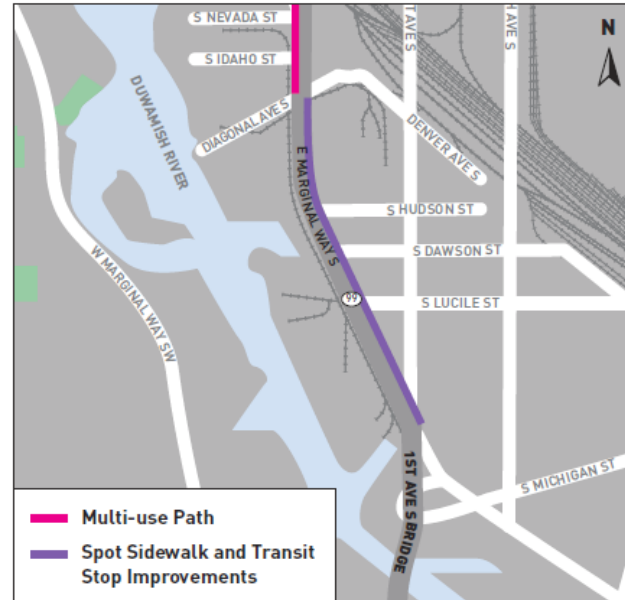 S NEVADA ST
T AVE S
H AVE S
N
S IDAHO ST
DUWAMISH RIVER
DIAGONAL AVE S
DENVER AVE S
E MARGINAL WAY S
S HUDSON ST
W MARGINAL WAY SW
S DAWSON ST
99
S LUCILE ST
1ST AVE S BRIDGE
S MICHIGAN ST
Multi-use Path
Spot Sidewalk and Transit
Stop Improvements